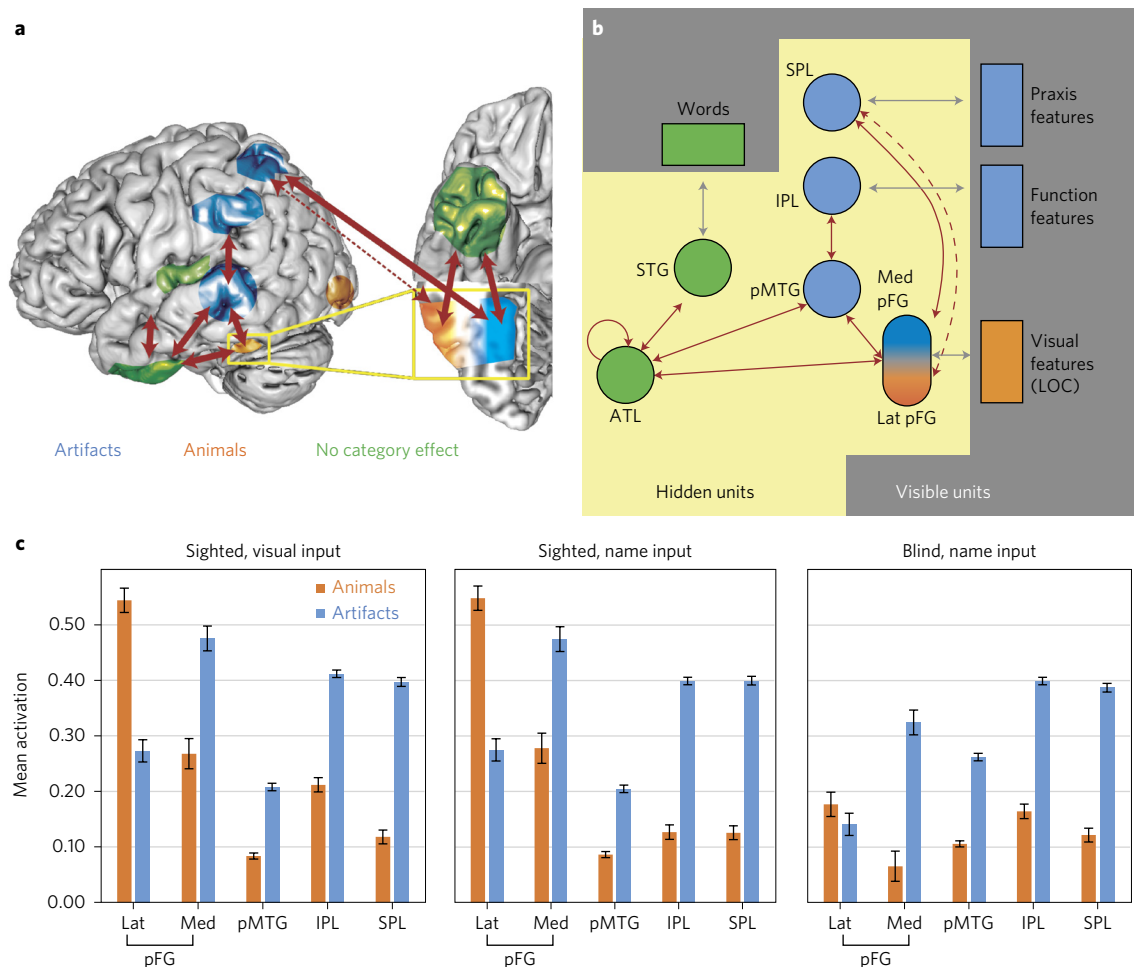 a
Artifacts
Animals
No category effect
b
Words
SPL
Praxis
features
IPL
Function
features
STG
pMTG
Med
pFG
Visual
features
(LOC)
ATL
Lat pFG
Hidden units
Visible units
c
Sighted, visual input
Sighted, name input
Blind, name input
Animals
Artifacts
Mean activation
0.50
0.40
0.30
0.20
0.10
0.00
Lat
Med
pMTG
IPL
SPL
pFG
Lat
Med
pMTG
IPL
SPL
pFG
Lat
Med
pMTG
IPL
SPL
pFG